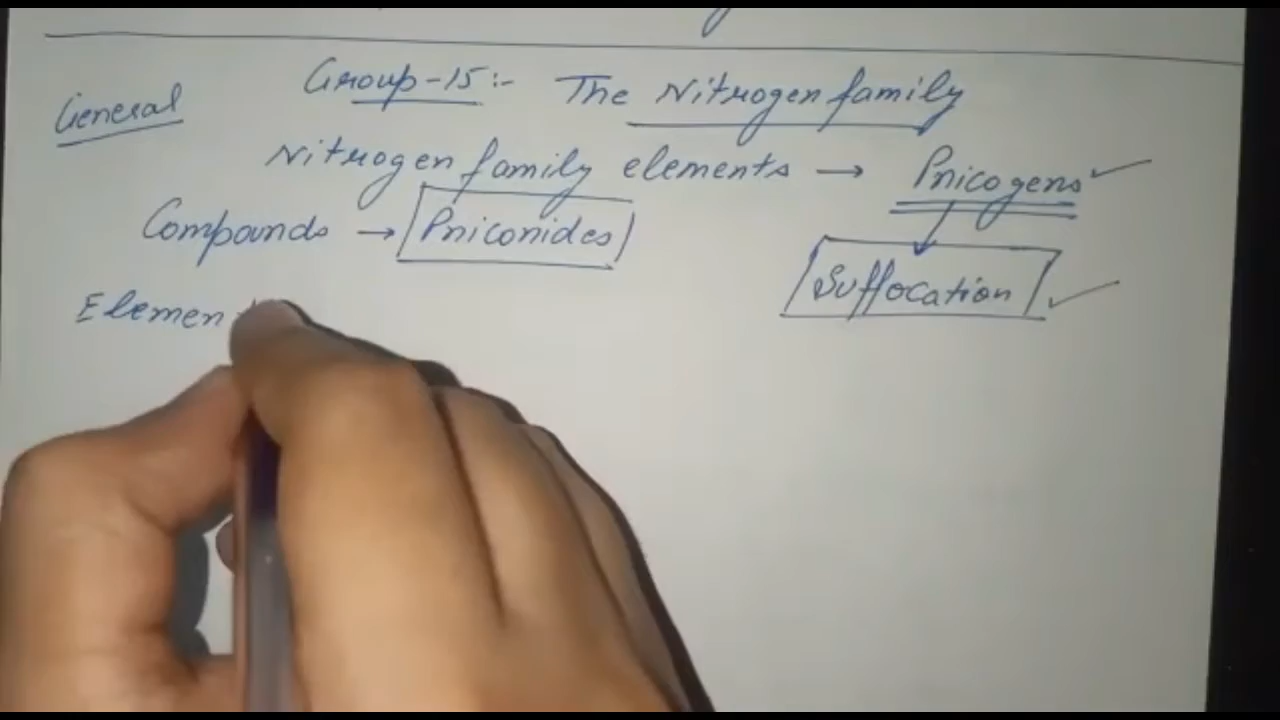 General
Group-15:- The Nitrogen family
Nitrogen family elements → Pnicogens ✓
Compounds → Pniconides
Suffocation ✓
Elemen